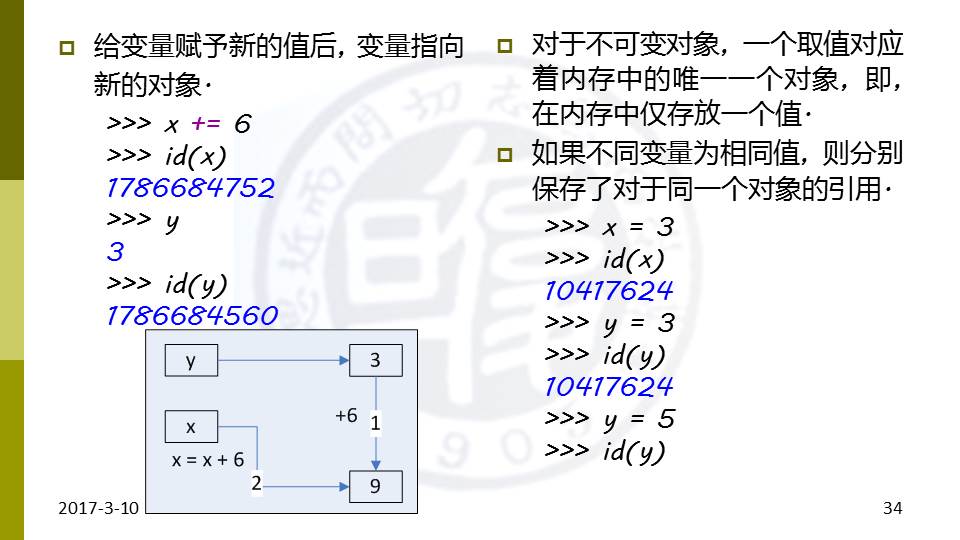 给变量赋予新的值后，变量指向
新的对象.
>>> x += 6
>>> id(x)
1786684752
>>> y
3
>>> id(y)
1786684560
y
3
+6
1
x
x = x + 6
2
9
对于不可变对象，一个取值对应
着内存中的唯一一个对象，即，
在内存中仅存放一个值.
如果不同变量为相同值，则分别
保存了对于同一个对象的引用.
>>> x = 3
>>> id(x)
10417624
>>> y = 3
>>> id(y)
10417624
>>> y = 5
>>> id(y)
2017-3-10
34